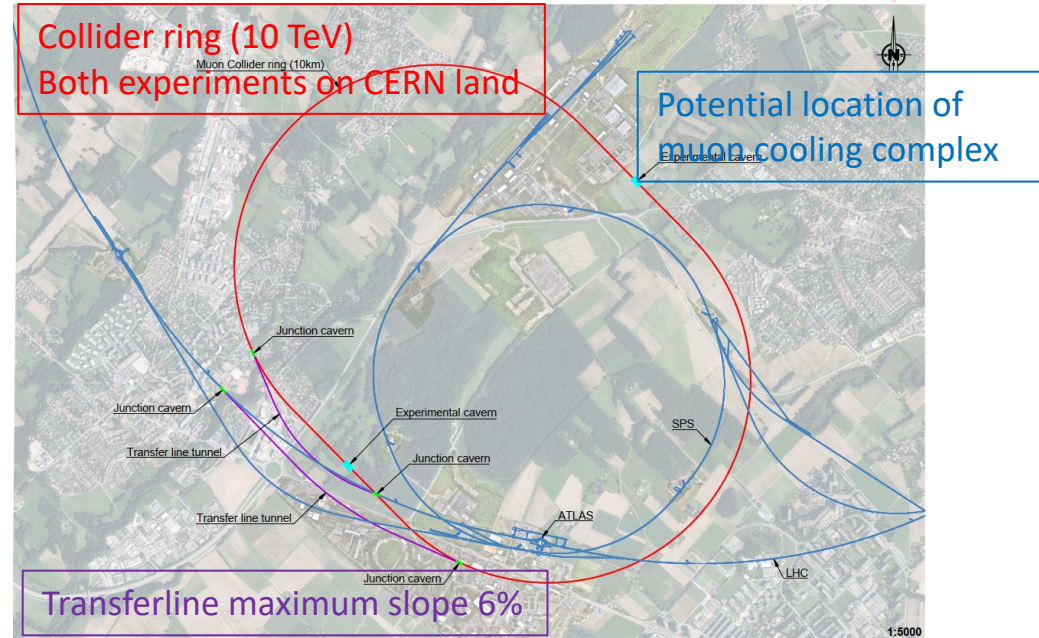 Collider ring (10 TeV)
Muon Collider ring (10km)
Both experiments on CERN land
N
Potential location of
muon cooling complex
Experimental cavern
Junction cavern
Junction cavern
Experimental cavern
SPS
Transfer line tunnel
Junction cavern
Transfer line tunnel
ATLAS
Junction cavern
LHC
Transferline maximum slope 6%
1:5000